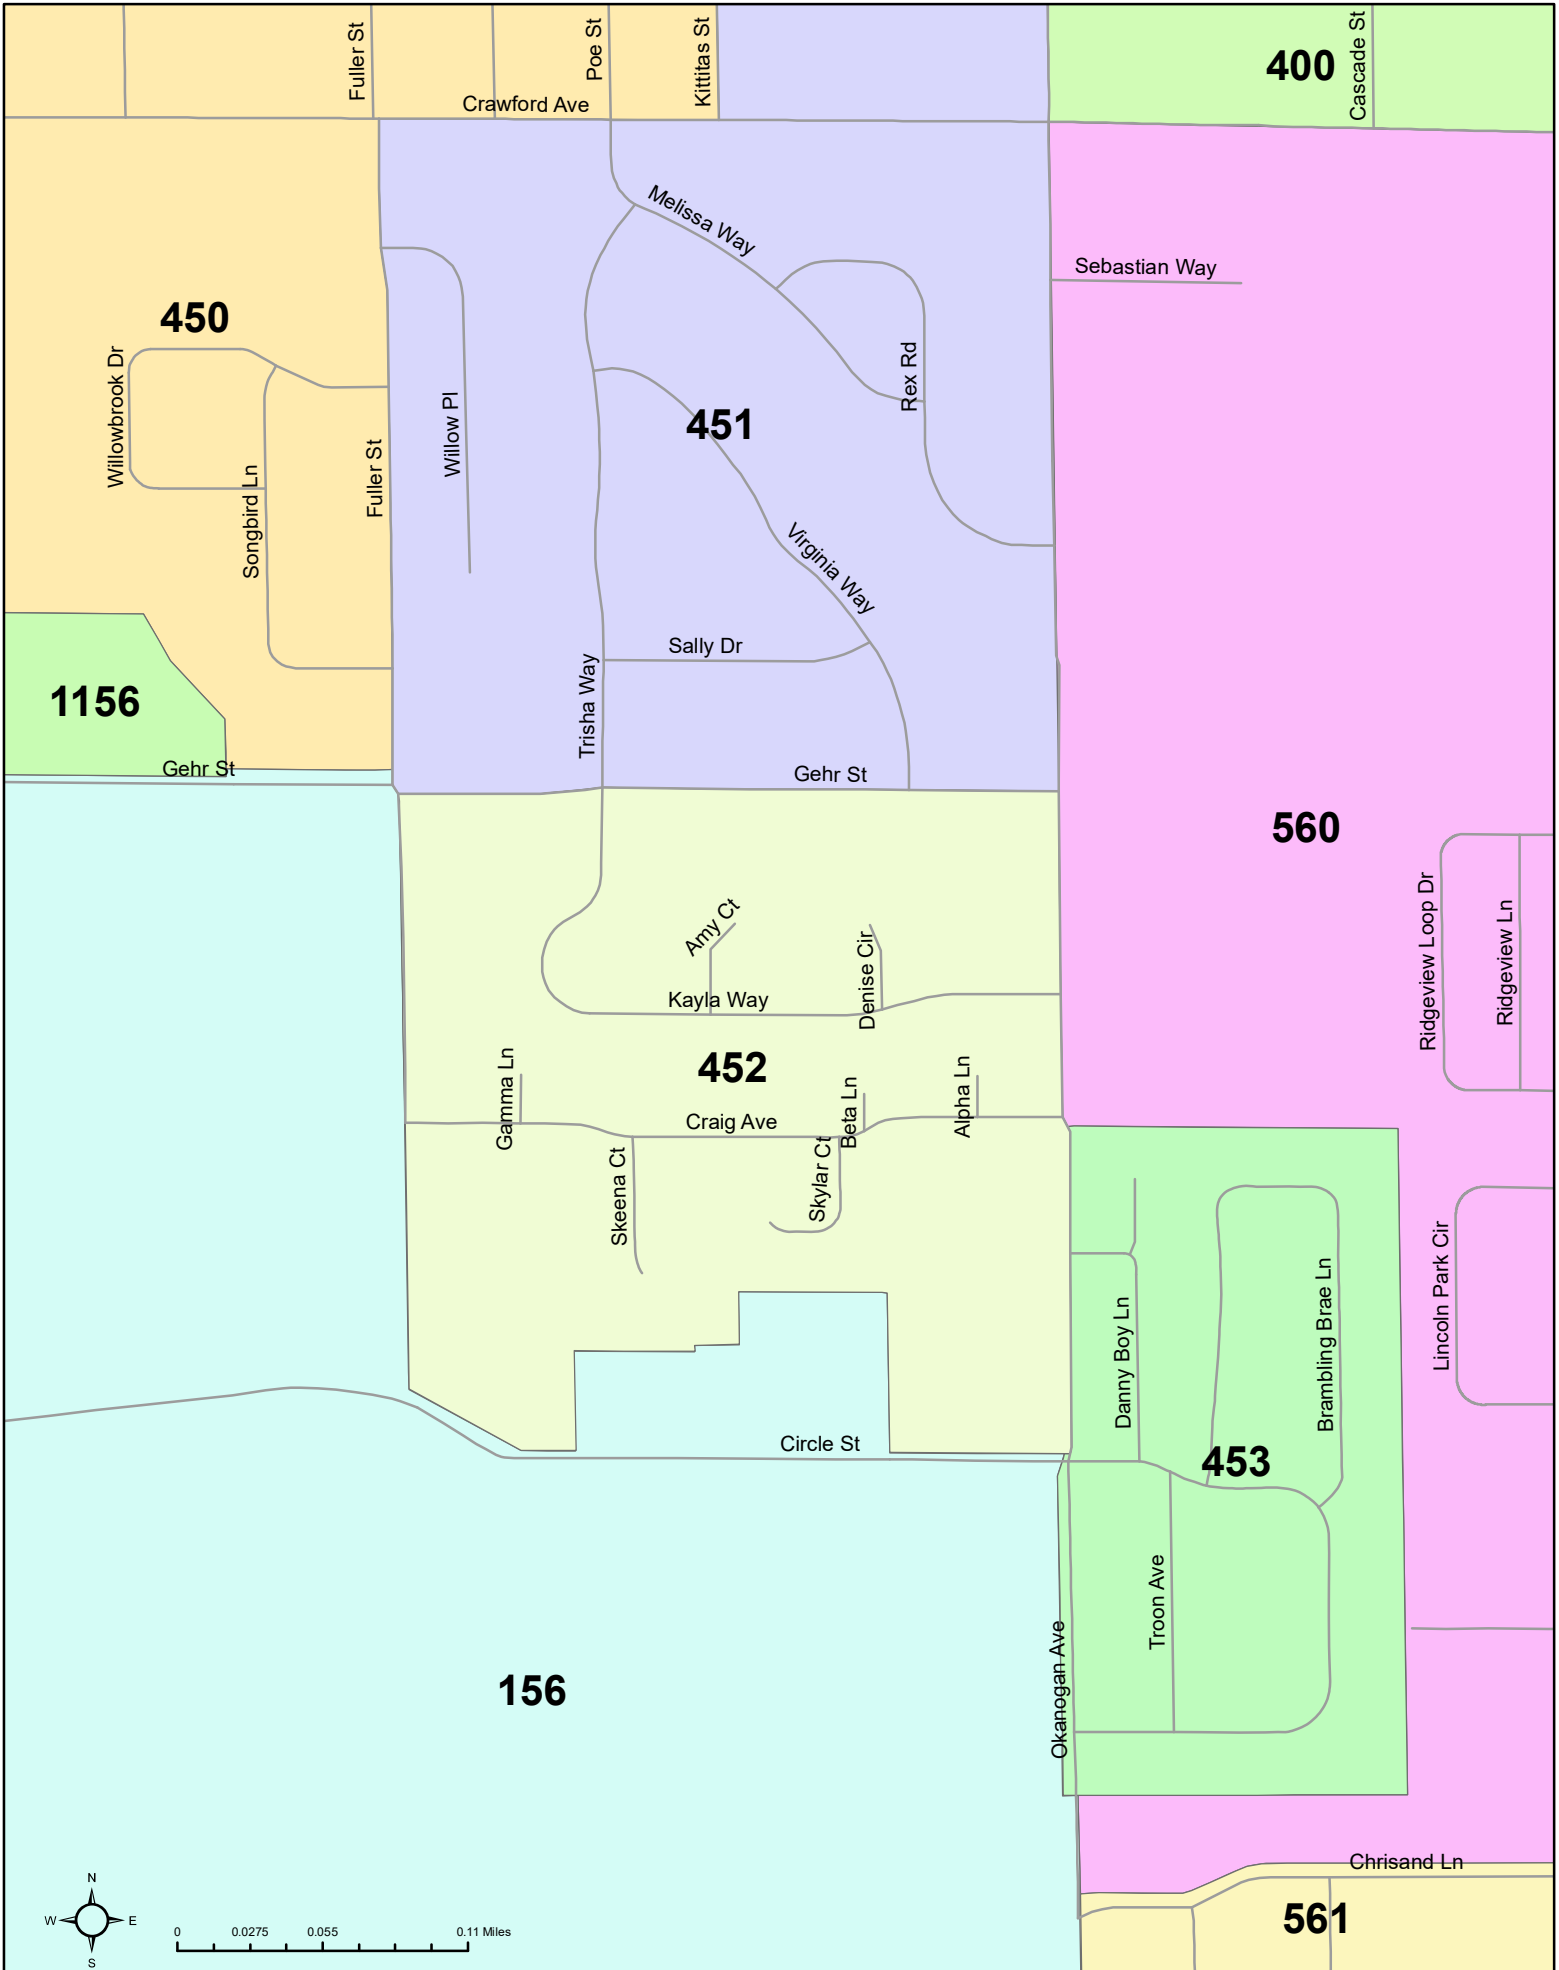 Fuller St
Poe St
Kittitas St
Cascade St
400
Crawford Ave
Melissa Way
Sebastian Way
450
Willowbrook Dr
Rex Rd
Willow Pl
451
Fuller St
Songbird Ln
Virginia Way
Sally Dr
Trisha Way
1156
Gehr St
Gehr St
560
Ridgeview Loop Dr
Ridgeview Ln
Amy Ct
Denise Cir
Kayla Way
452
Gamma Ln
Beta Ln
Alpha Ln
Craig Ave
Skeena Ct
Skylar Ct
Lincoln Park Cir
Danny Boy Ln
Brambling Brae Ln
Circle St
453
Troon Ave
Okanogan Ave
156
Chrisand Ln
561
N
W
E
S
0
0.0275
0.055
0.11 Miles